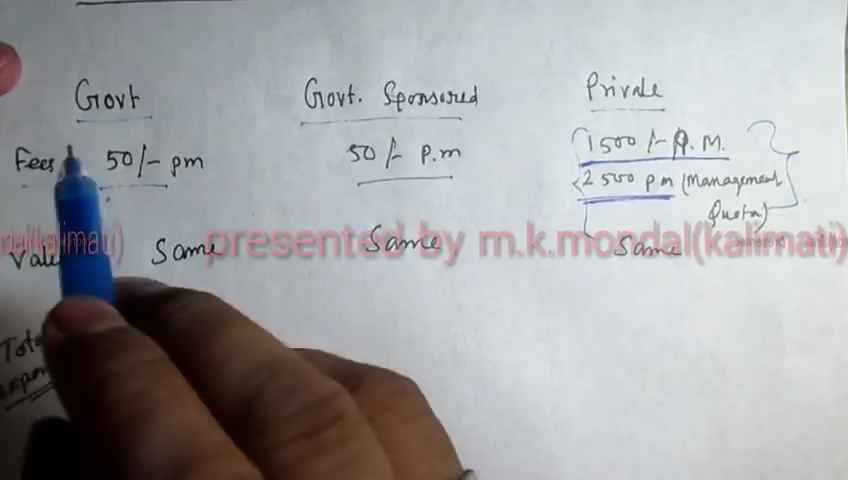 Govt Govt. Sponsored Private
Fees 50/- pm 50/- p.m 1500/- P.M.
2500 pm (Management
Quota)
Same Same Same
presented by m.k.mondal(kalimati)